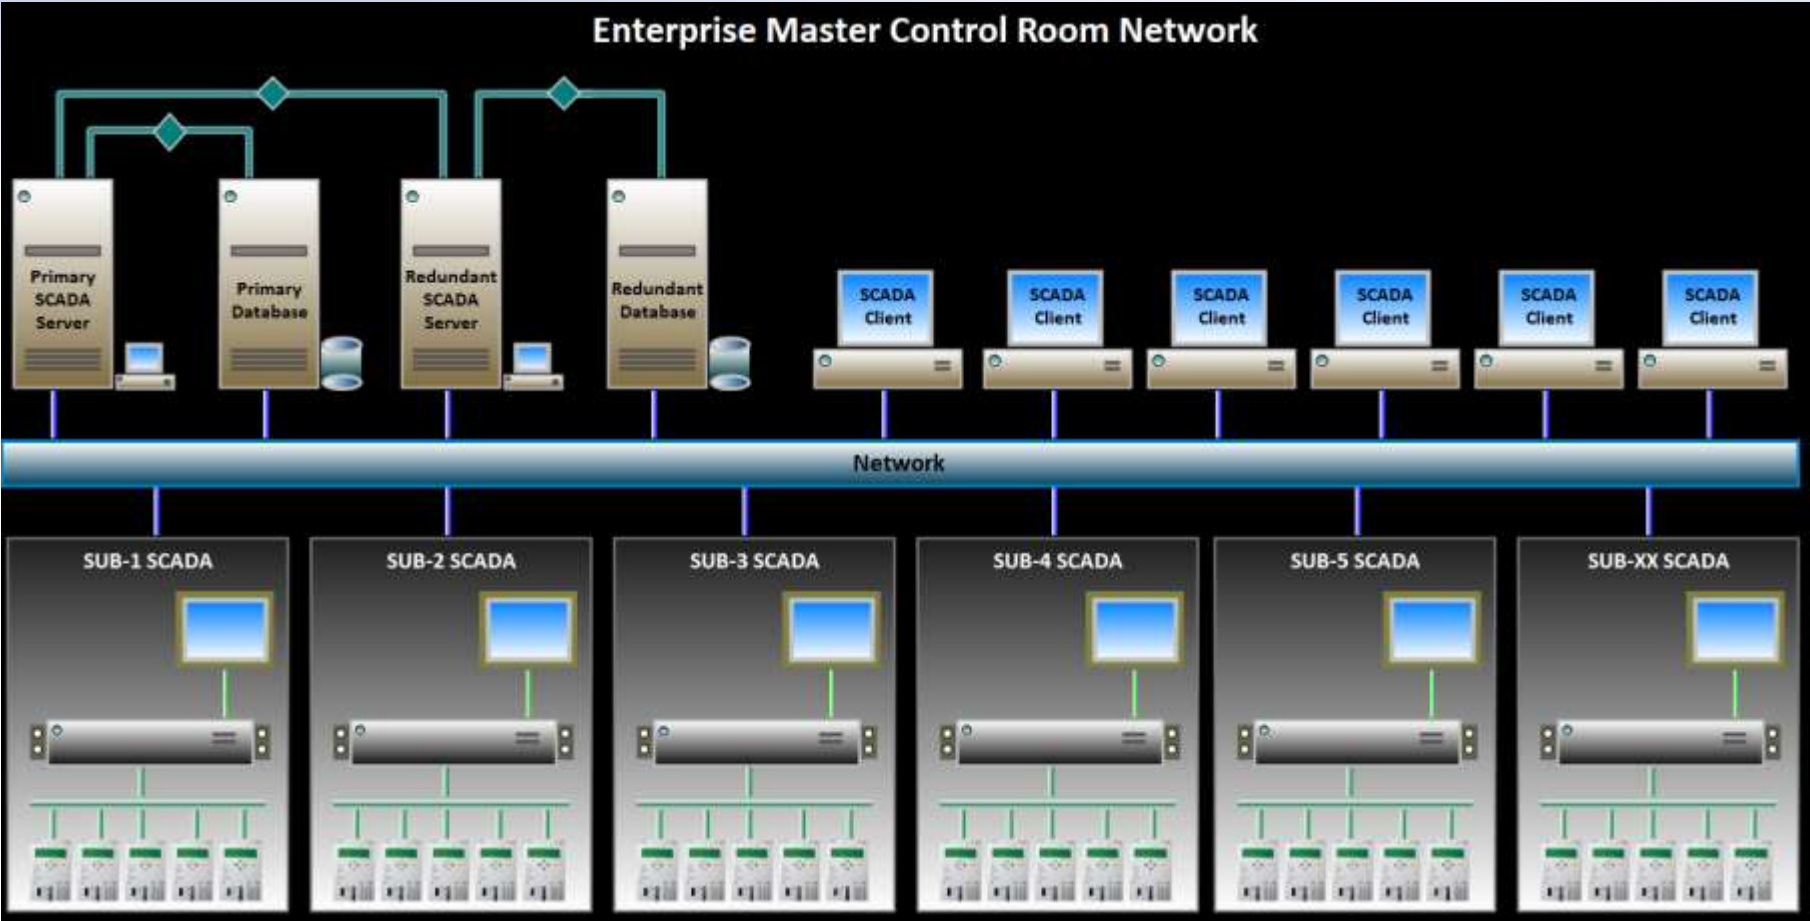 Enterprise Master Control Room Network
Primary
SCADA
Server
Primary
Database
Redundant
SCADA
Server
Redundant
Database
SCADA
Client
SCADA
Client
SCADA
Client
SCADA
Client
SCADA
Client
SCADA
Client
Network
SUB-1 SCADA
SUB-2 SCADA
SUB-3 SCADA
SUB-4 SCADA
SUB-5 SCADA
SUB-XX SCADA